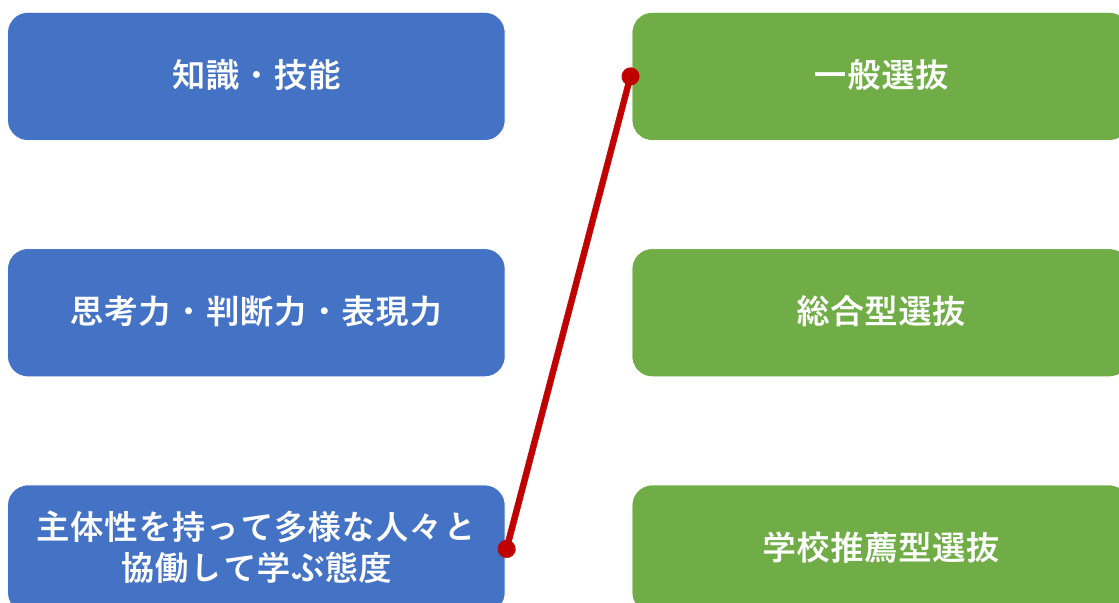 知識・技能
一般選抜
思考力・判断力・表現力
総合型選抜
主体性を持って多様な人々と
協働して学ぶ態度
学校推薦型選抜